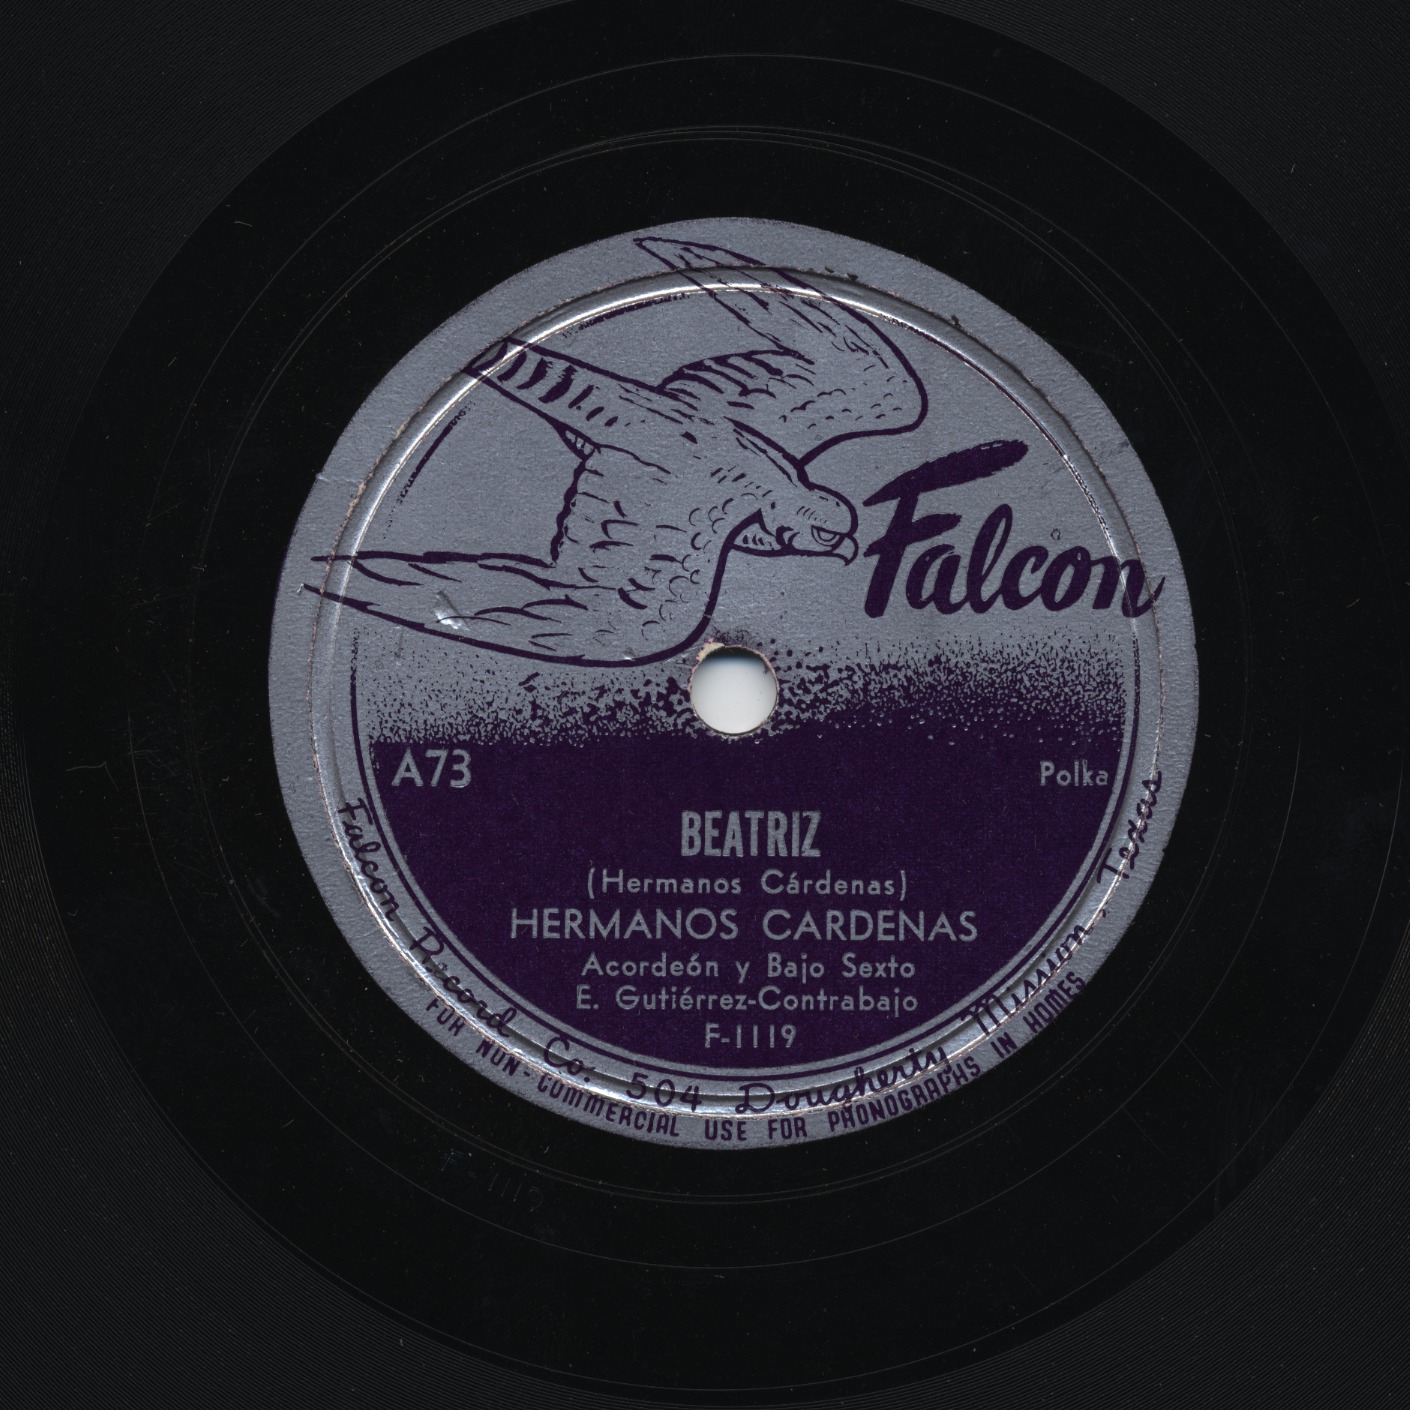 Falcon
A73
Polka
BEATRIZ
(Hermanos Cárdenas)
HERMANOS CARDENAS
Acordeón y Bajo Sexto
E. Gutiérrez-Contrabajo
F-1119
Falcon Record Co. 504 Dougherty Mission, Texas
FOR NON-COMMERCIAL USE FOR PHONOGRAPHS IN HOMES